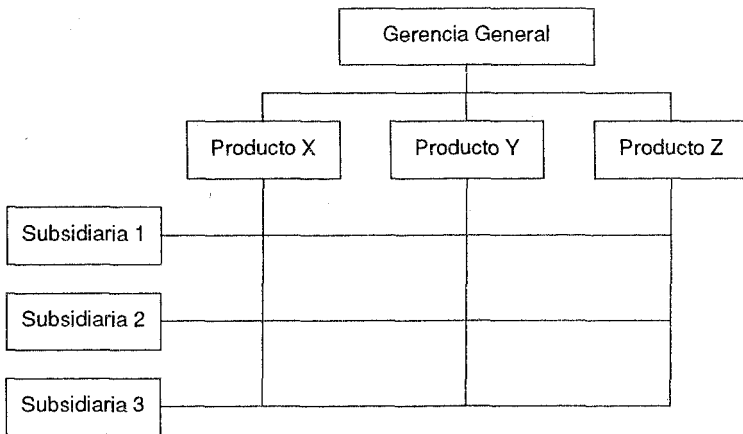 Gerencia General
Producto X
Producto Y
Producto Z
Subsidiaria 1
Subsidiaria 2
Subsidiaria 3